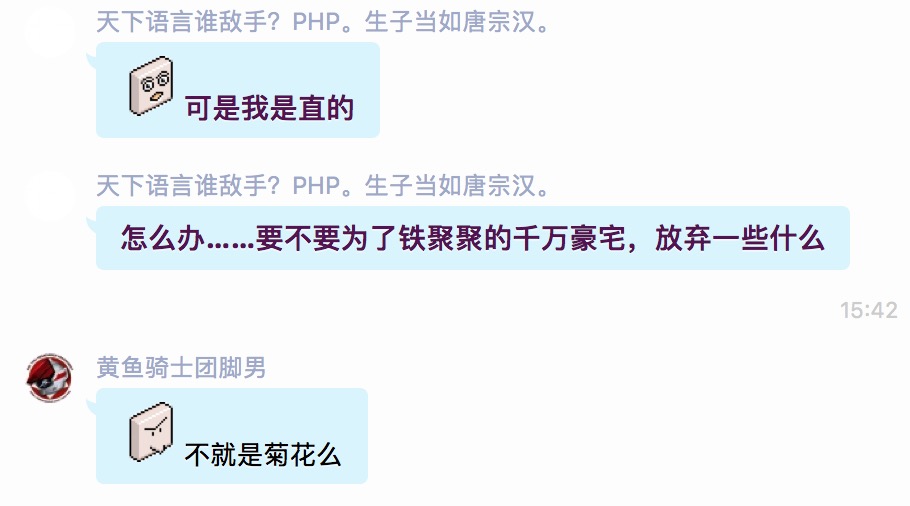 天下语言谁敌手？PHP。生子当如唐宗汉。
可是我是直的
天下语言谁敌手？PHP。生子当如唐宗汉。
怎么办……要不要为了铁聚聚的千万豪宅，放弃一些什么
15:42
黄鱼骑士团脚男
不就是菊花么